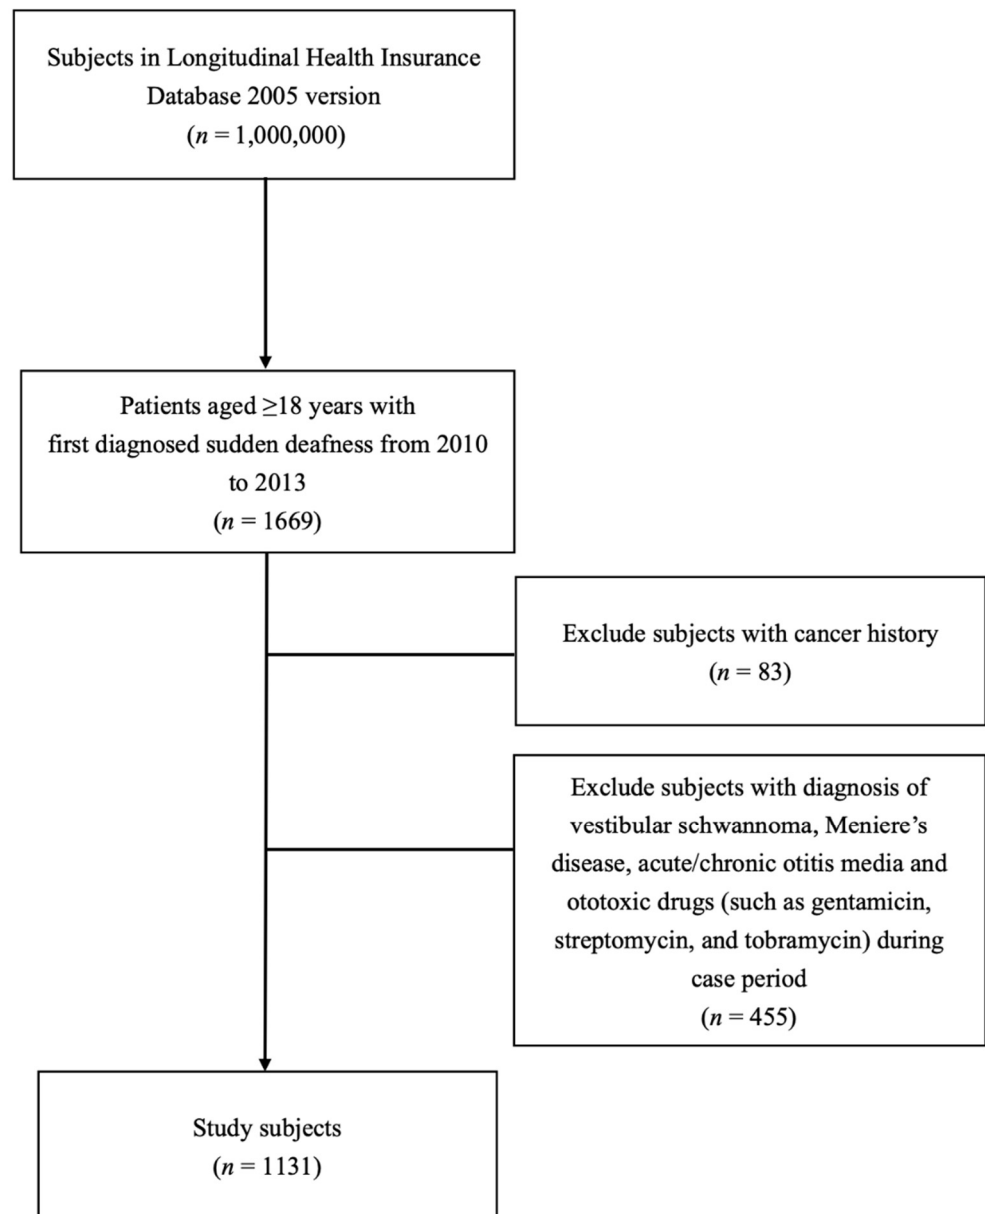 Subjects in Longitudinal Health Insurance
Database 2005 version
(n = 1,000,000)
Patients aged ≥18 years with
first diagnosed sudden deafness from 2010
to 2013
(n = 1669)
Exclude subjects with cancer history
(n = 83)
Exclude subjects with diagnosis of
vestibular schwannoma, Meniere’s
disease, acute/chronic otitis media and
ototoxic drugs (such as gentamicin,
streptomycin, and tobramycin) during
case period
(n = 455)
Study subjects
(n = 1131)